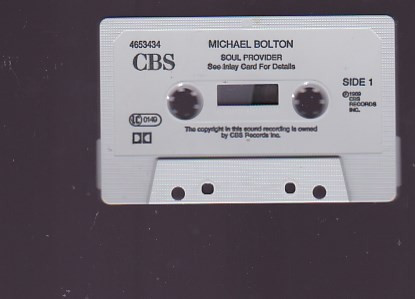 4653434
MICHAEL BOLTON
CBS
SOUL PROVIDER
See Inlay Card For Details
SIDE 1
℗1989
CBS
RECORDS
INC.
0149
The copyright in this sound recording is owned
by CBS Records Inc.